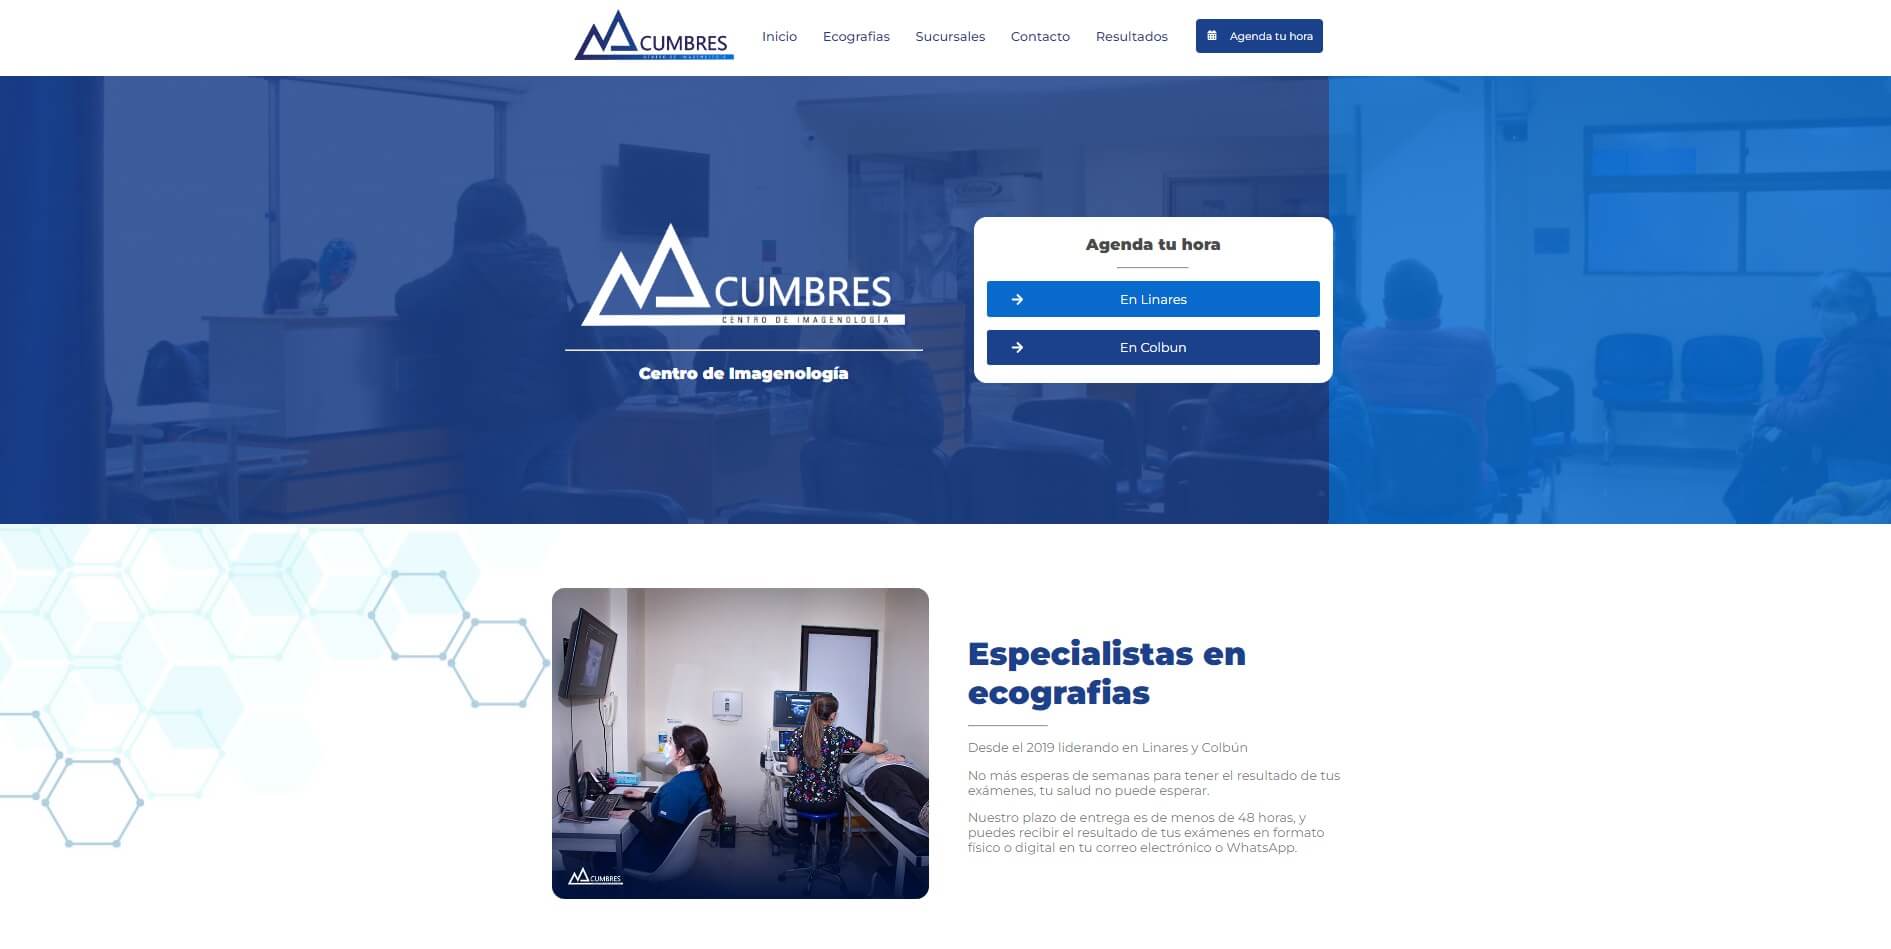 CUMBRES
CENTRO DE IMAGENOLOGÍA
Inicio
Ecografias
Sucursales
Contacto
Resultados
Agenda tu hora
CUMBRES
CENTRO DE IMAGENOLOGÍA
Centro de Imagenología
Agenda tu hora
En Linares
En Colbun
Especialistas en
ecografias
Desde el 2019 liderando en Linares y Colbún
No más esperas de semanas para tener el resultado de tus
exámenes, tu salud no puede esperar.
Nuestro plazo de entrega es de menos de 48 horas, y
puedes recibir el resultado de tus exámenes en formato
físico o digital en tu correo electrónico o WhatsApp.
CUMBRES